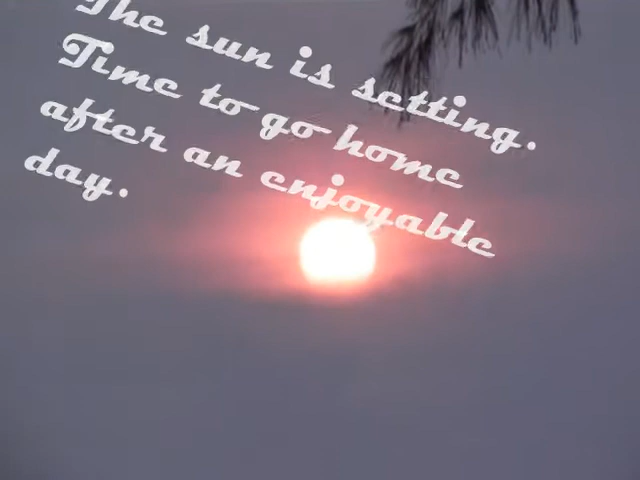 The sun is setting.
Time to go home
after an enjoyable
day.